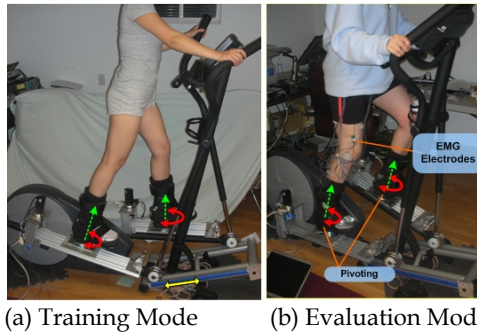 EMG
Electrodes
Pivoting
(a) Training Mode
(b) Evaluation Mod